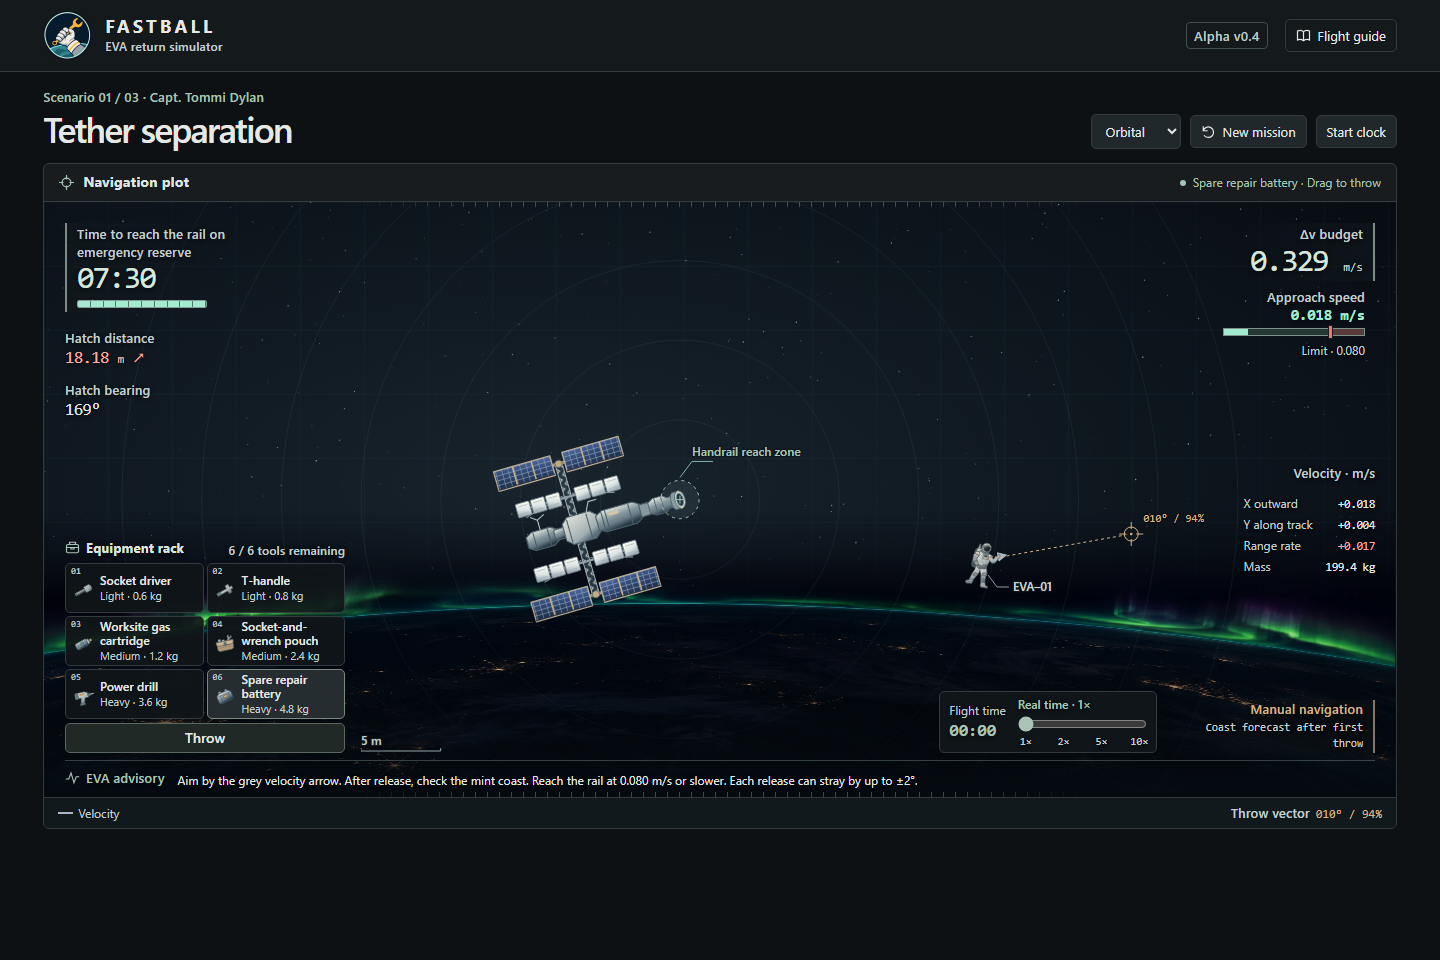 FASTBALL
EVA return simulator
Alpha v0.4
Flight guide
Scenario 01 / 03 · Capt. Tommi Dylan
Tether separation
Orbital
New mission
Start clock
Navigation plot
Spare repair battery · Drag to throw
Time to reach the rail on
emergency reserve
07:30
Hatch distance
18.18 m ↗
Hatch bearing
169°
Δv budget
0.329 m/s
Approach speed
0.018 m/s
Limit · 0.080
Handrail reach zone
Velocity · m/s
X outward +0.018
Y along track +0.004
Range rate +0.017
Mass 199.4 kg
010° / 94%
EVA–01
Equipment rack
6 / 6 tools remaining
01
Socket driver
Light · 0.6 kg
02
T-handle
Light · 0.8 kg
03
Worksite gas
cartridge
Medium · 1.2 kg
04
Socket-and-
wrench pouch
Medium · 2.4 kg
05
Power drill
Heavy · 3.6 kg
06
Spare repair
battery
Heavy · 4.8 kg
Throw
5 m
Flight time
00:00
Real time · 1×
1× 2× 5× 10×
Manual navigation
Coast forecast after first
throw
EVA advisory
Aim by the grey velocity arrow. After release, check the mint coast. Reach the rail at 0.080 m/s or slower. Each release can stray by up to ±2°.
Velocity
Throw vector 010° / 94%